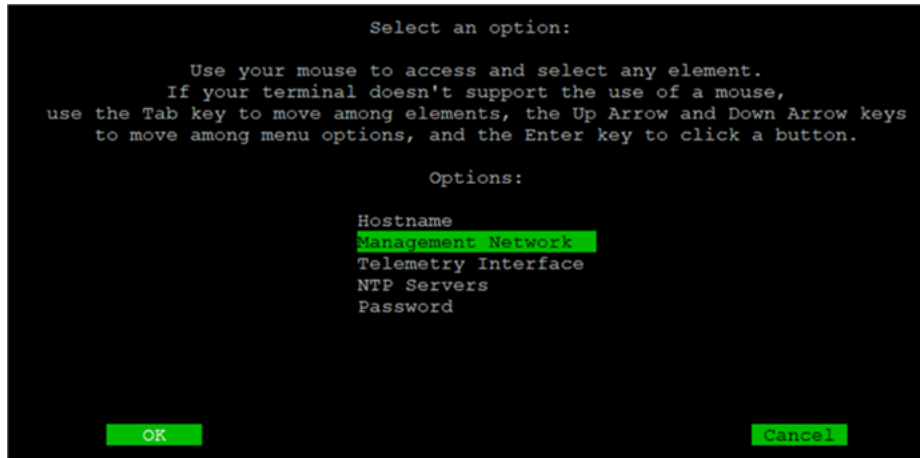 Select an option:
Use your mouse to access and select any element.
If your terminal doesn't support the use of a mouse,
use the Tab key to move among elements, the Up Arrow and Down Arrow keys
to move among menu options, and the Enter key to click a button.
Options:
Hostname
Management Network
Telemetry Interface
NTP Servers
Password
OK
Cancel